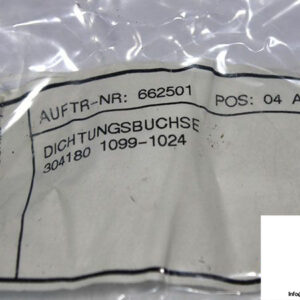 AUFTR-NR: 662501 POS: 04 A
DICHTUNGSBUCHSE
304180 1099-1024